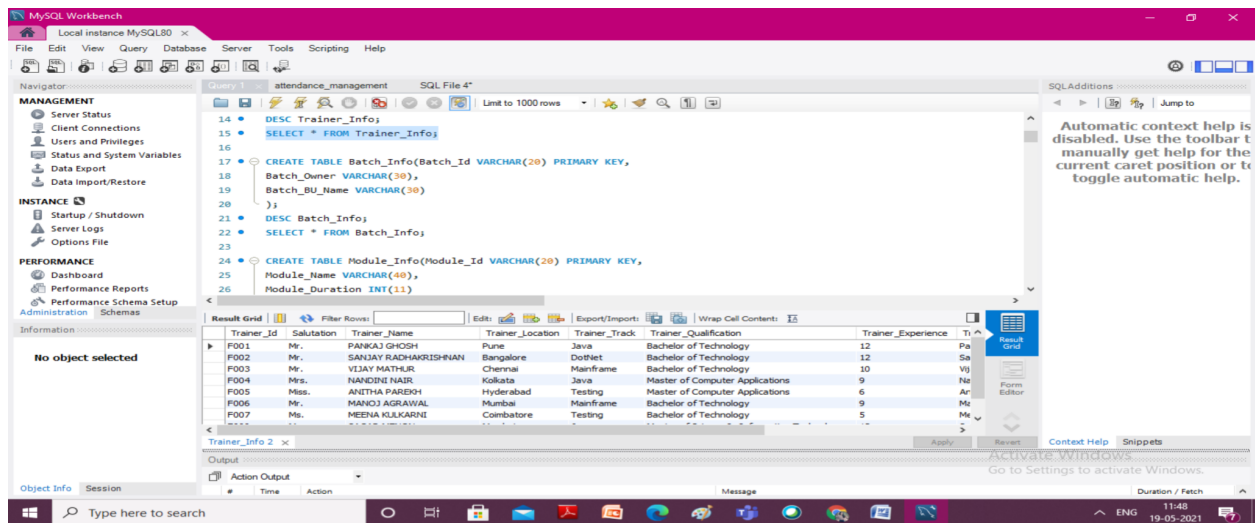 MySQL Workbench
Local instance MySQL80 ×
File Edit View Query Database Server Tools Scripting Help
Navigator
MANAGEMENT
Server Status
Client Connections
Users and Privileges
Status and System Variables
Data Export
Data Import/Restore
INSTANCE
Startup / Shutdown
Server Logs
Options File
PERFORMANCE
Dashboard
Performance Reports
Performance Schema Setup
Administration Schemas
Information
No object selected
Object Info Session
Query 1 × attendance_management SQL File 4*
Limit to 1000 rows
14 DESC Trainer_Info;
15 SELECT * FROM Trainer_Info;
16
17 CREATE TABLE Batch_Info(Batch_Id VARCHAR(20) PRIMARY KEY,
18 Batch_Owner VARCHAR(30),
19 Batch_BU_Name VARCHAR(30)
20 );
21 DESC Batch_Info;
22 SELECT * FROM Batch_Info;
23
24 CREATE TABLE Module_Info(Module_Id VARCHAR(20) PRIMARY KEY,
25 Module_Name VARCHAR(40),
26 Module_Duration INT(11)
Result Grid Filter Rows: Edit: Export/Import: Wrap Cell Content:
Trainer_Id Salutation Trainer_Name Trainer_Location Trainer_Track Trainer_Qualification Trainer_Experience
F001 Mr. PANKAJ GHOSH Pune Java Bachelor of Technology 12 Pa
F002 Mr. SANJAY RADHAKRISHNAN Bangalore DotNet Bachelor of Technology 12 Sa
F003 Mr. VIJAY MATHUR Chennai Mainframe Bachelor of Technology 10 Vij
F004 Mrs. NANDINI NAIR Kolkata Java Master of Computer Applications 9 Na
F005 Miss. ANITHA PAREKH Hyderabad Testing Master of Computer Applications 6
F006 Mr. MANOJ AGRAWAL Mumbai Mainframe Bachelor of Technology 9 Ma
F007 Ms. MEENA KULKARNI Coimbatore Testing Bachelor of Technology 5 Me
Result Grid
Form Editor
Trainer_Info 2 × Apply Revert
Output
Action Output
# Time Action Message Duration / Fetch
SQLAdditions
Jump to
Automatic context help is
disabled. Use the toolbar t
manually get help for the
current caret position or to
toggle automatic help.
Context Help Snippets
Activate Windows
Go to Settings to activate Windows.
Type here to search
ENG
11:48
19-05-2021